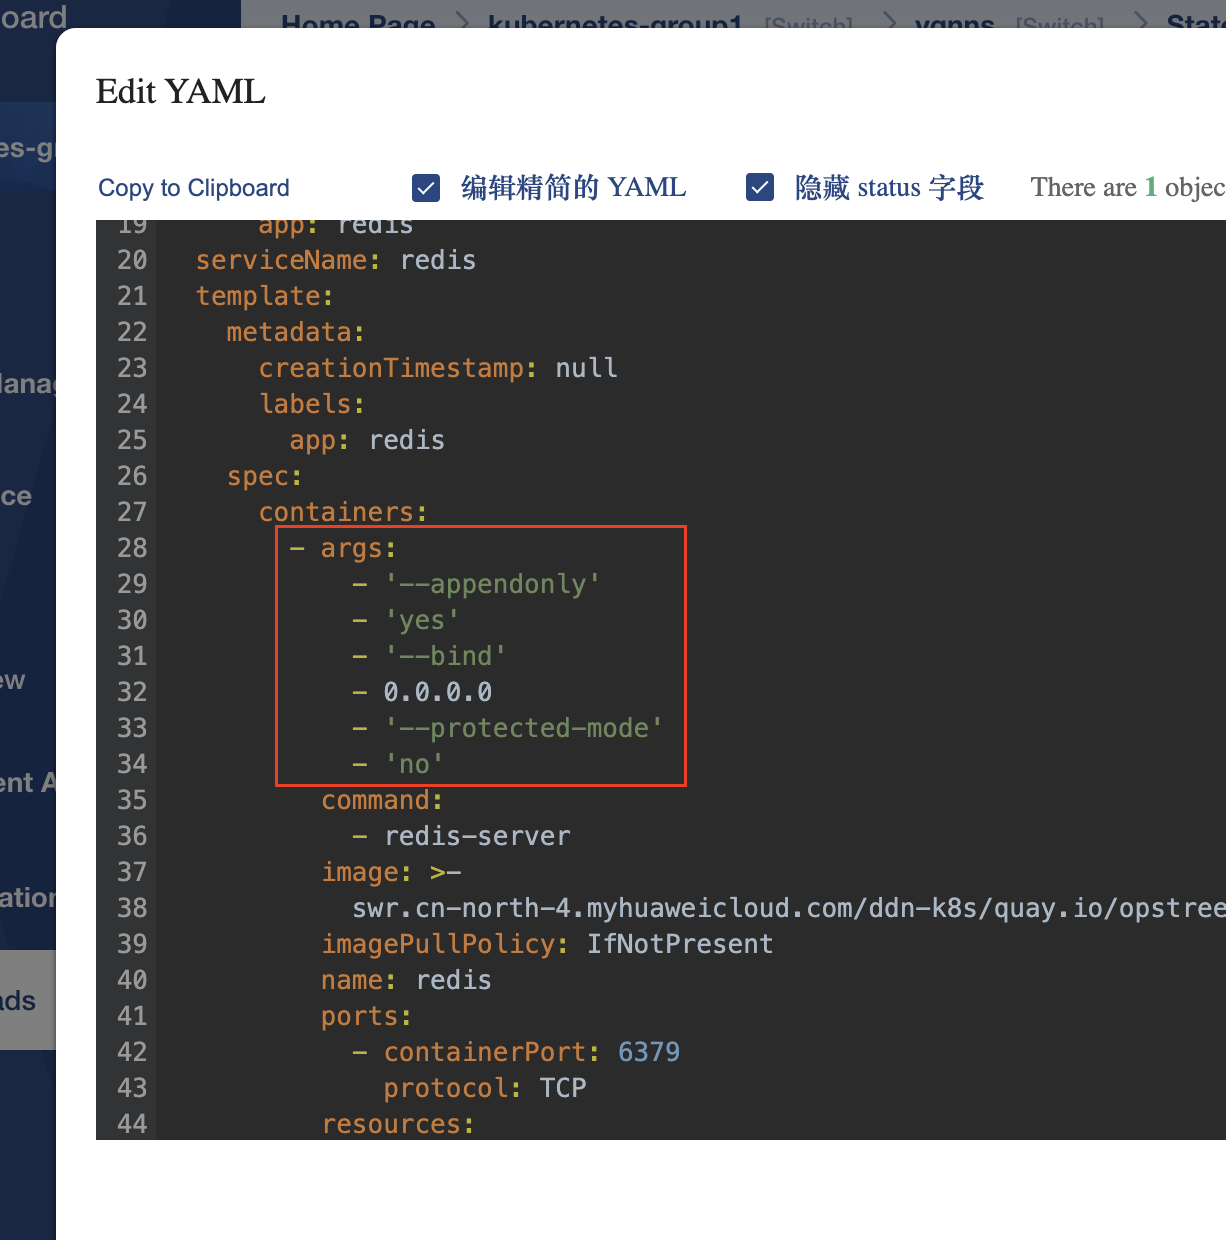 oard
Home Page > kubernetes-group1 [Switch] > vgnns [Switch] > State
es-g
Edit YAML
Copy to Clipboard 编辑精简的 YAML 隐藏 status 字段 There are 1 objec
19 app: redis
20 serviceName: redis
21 template:
22 metadata:
23 creationTimestamp: null
24 labels:
25 app: redis
26 spec:
27 containers:
28 - args:
29 - '--appendonly'
30 - 'yes'
31 - '--bind'
32 - 0.0.0.0
33 - '--protected-mode'
34 - 'no'
35 command:
36 - redis-server
37 image: >-
38 swr.cn-north-4.myhuaweicloud.com/ddn-k8s/quay.io/opstree
39 imagePullPolicy: IfNotPresent
40 name: redis
41 ports:
42 - containerPort: 6379
43 protocol: TCP
44 resources:
lanag
ce
ew
ent A
ation
ads